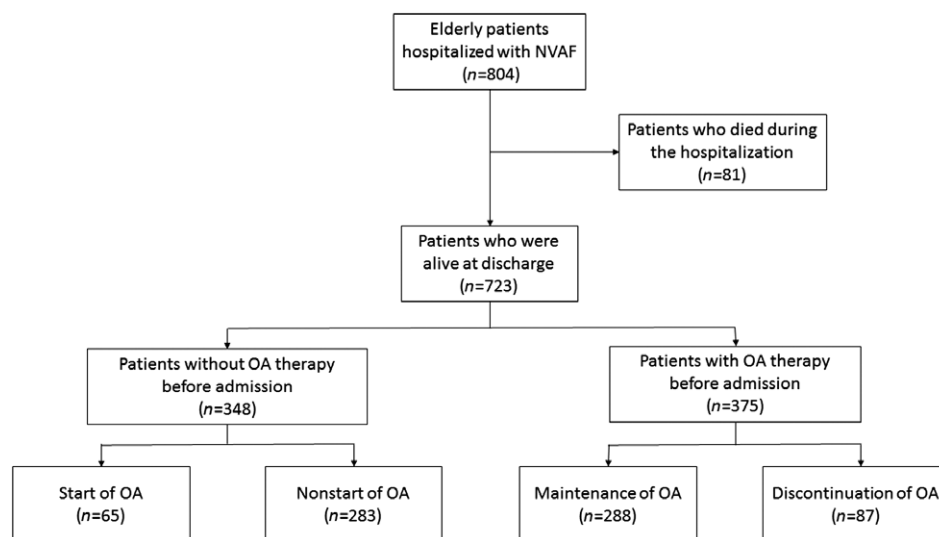 Elderly patients
hospitalized with NVAF
(n=804)
Patients who died during
the hospitalization
(n=81)
Patients who were
alive at discharge
(n=723)
Patients without OA therapy
before admission
(n=348)
Patients with OA therapy
before admission
(n=375)
Start of OA
(n=65)
Nonstart of OA
(n=283)
Maintenance of OA
(n=288)
Discontinuation of OA
(n=87)